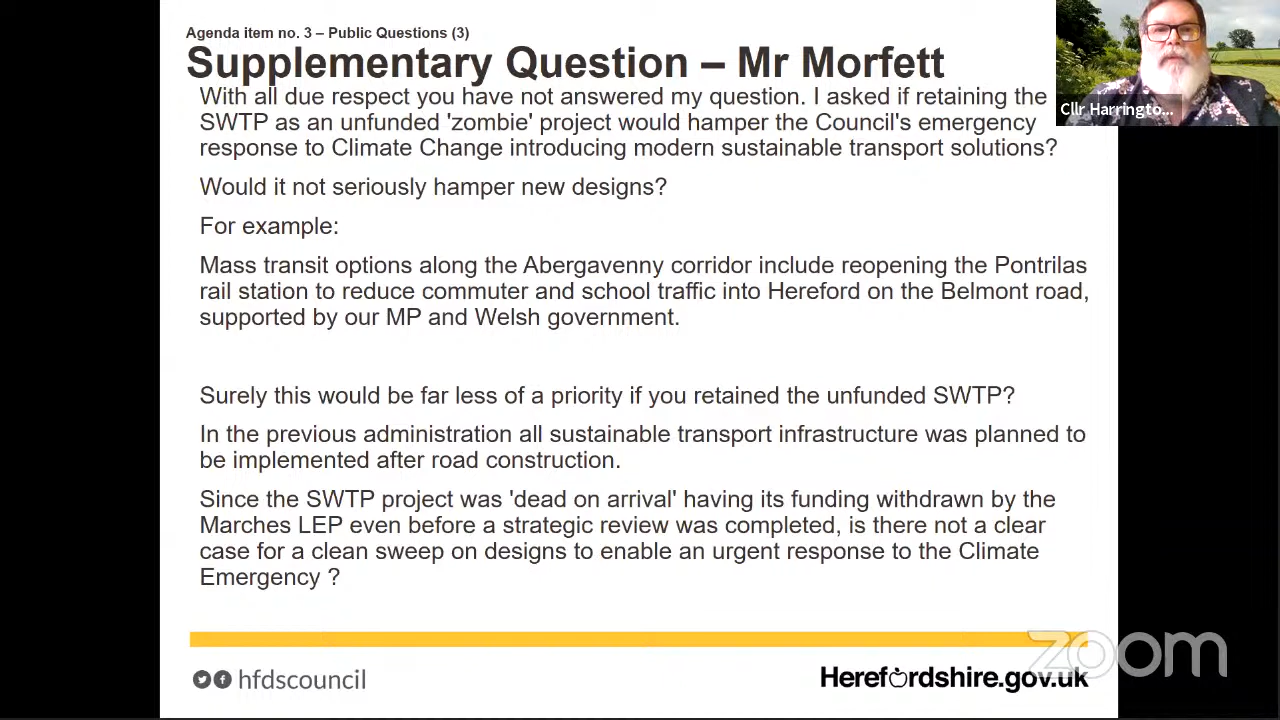 Agenda item no. 3 – Public Questions (3)
Supplementary Question – Mr Morfett
With all due respect you have not answered my question. I asked if retaining the
SWTP as an unfunded 'zombie' project would hamper the Council's emergency
response to Climate Change introducing modern sustainable transport solutions?
Would it not seriously hamper new designs?
For example:
Mass transit options along the Abergavenny corridor include reopening the Pontrilas
rail station to reduce commuter and school traffic into Hereford on the Belmont road,
supported by our MP and Welsh government.
Surely this would be far less of a priority if you retained the unfunded SWTP?
In the previous administration all sustainable transport infrastructure was planned to
be implemented after road construction.
Since the SWTP project was 'dead on arrival' having its funding withdrawn by the
Marches LEP even before a strategic review was completed, is there not a clear
case for a clean sweep on designs to enable an urgent response to the Climate
Emergency ?
hfdscouncil
Herefordshire.gov.uk
zoom
Cllr Harringto...